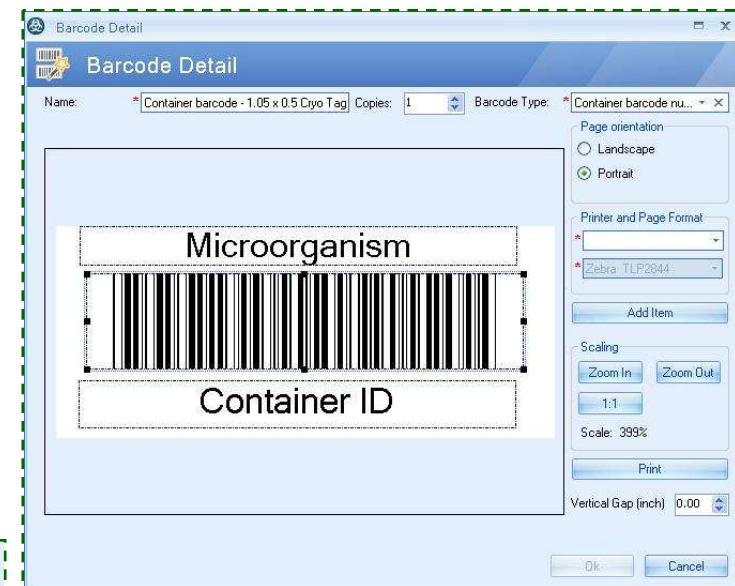 Barcode Detail
Barcode Detail
Name: * Container barcode - 1.05 x 0.5 Cryo Tag Copies: 1 Barcode Type: * Container barcode nu...
Page orientation
Landscape
Portrait
Printer and Page Format
*
* Zebra TLP2844
Add Item
Scaling
Zoom In Zoom Out
1:1
Scale: 399%
Print
Vertical Gap (inch) 0.00
Microorganism
Container ID
Ok Cancel